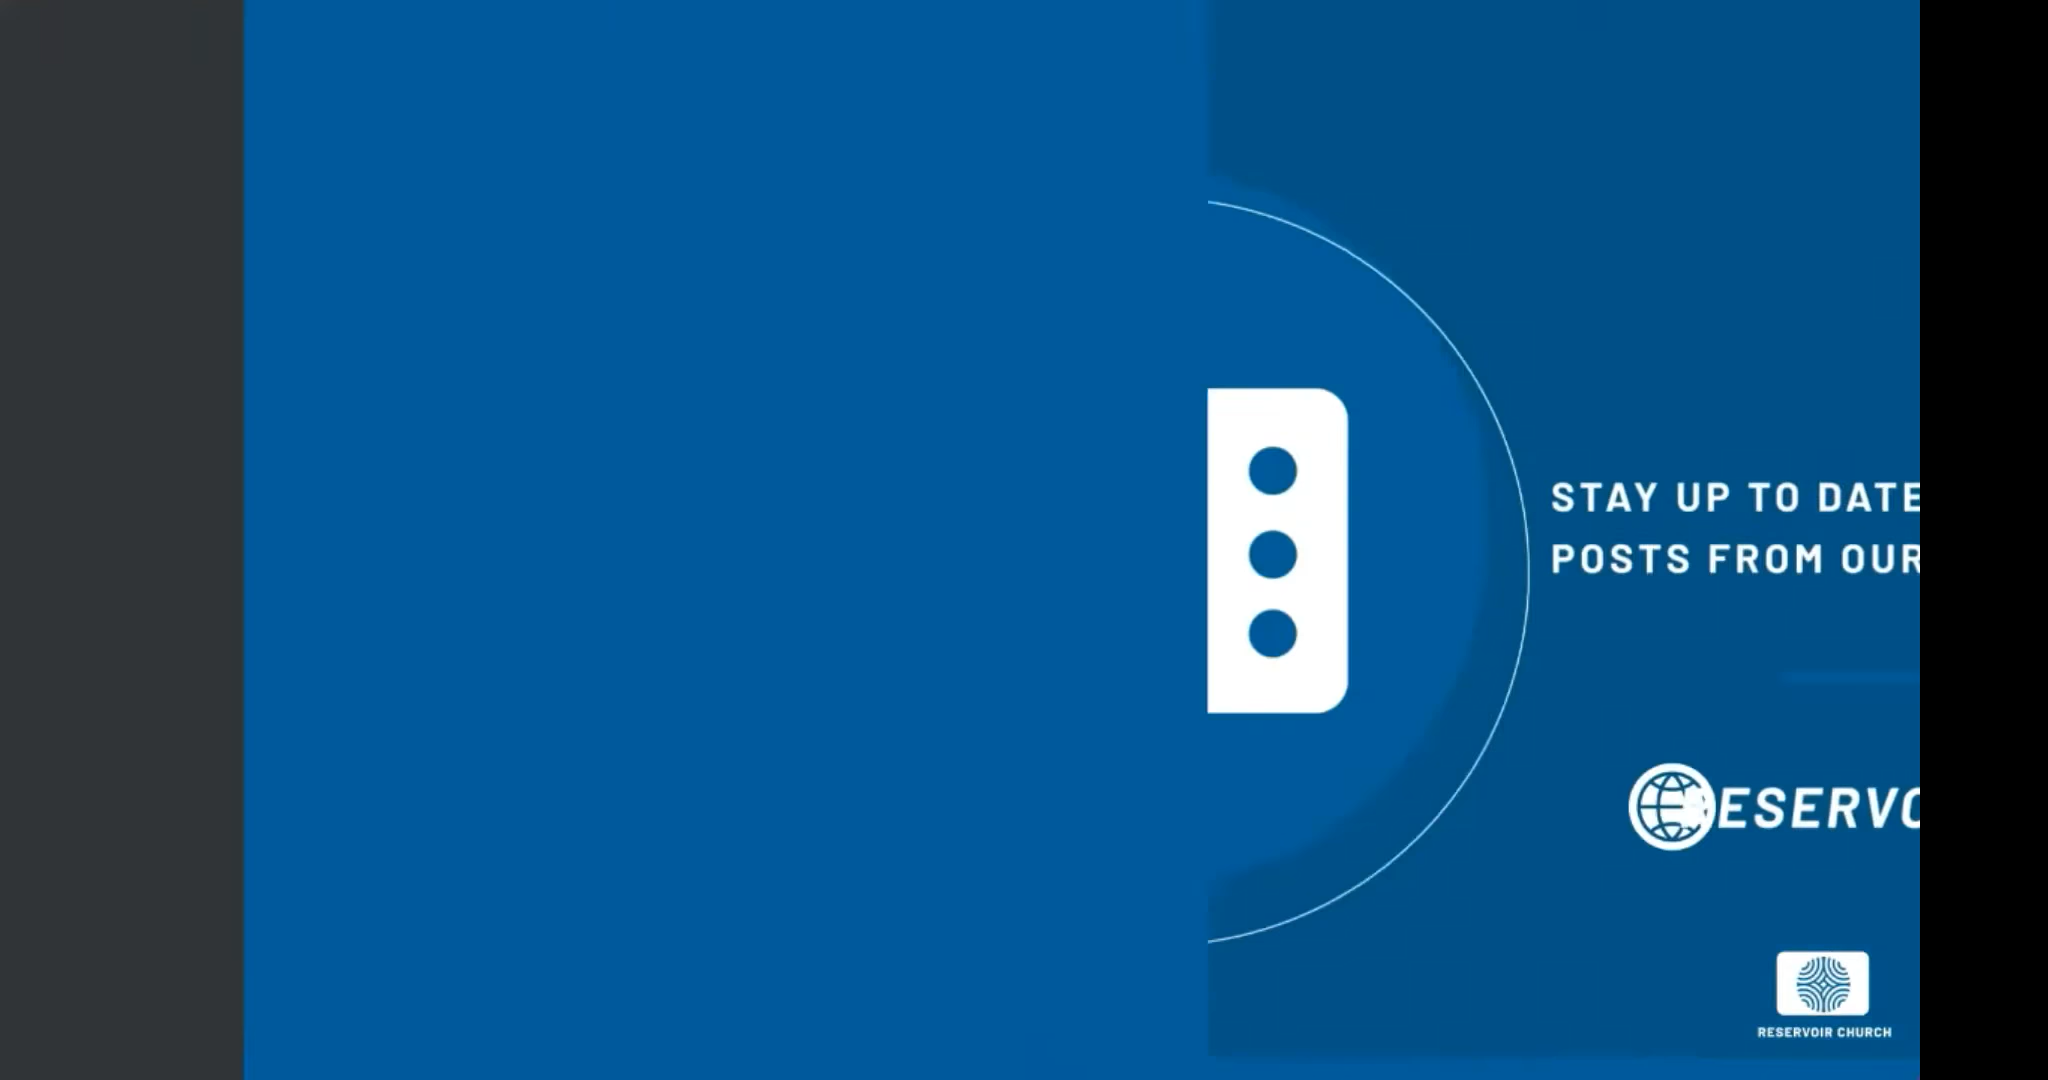 STAY UP TO DATE
POSTS FROM OUR
ESERVO
RESERVOIR CHURCH